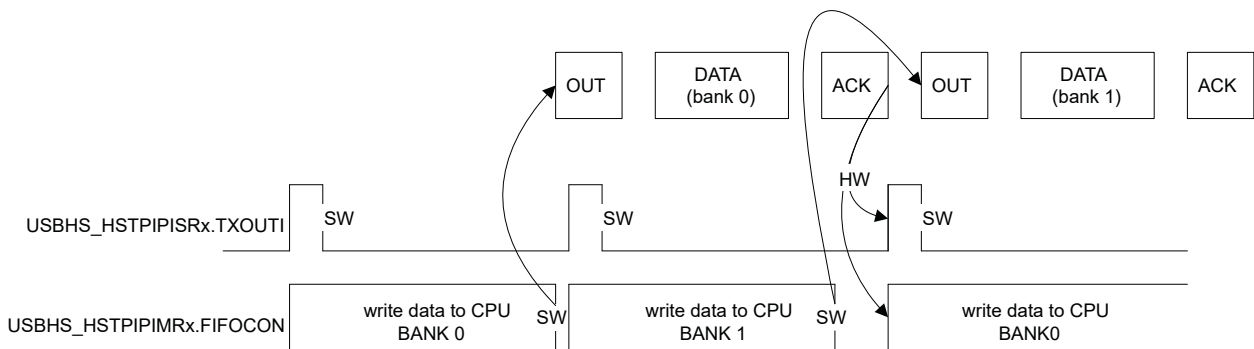 OUT
DATA
(bank 0)
ACK
OUT
DATA
(bank 1)
ACK
HW
USBHS_HSTPIPISRx.TXOUTI
SW
SW
SW
USBHS_HSTPIPIMRx.FIFOCON
write data to CPU
BANK 0
SW
write data to CPU
BANK 1
SW
write data to CPU
BANK0